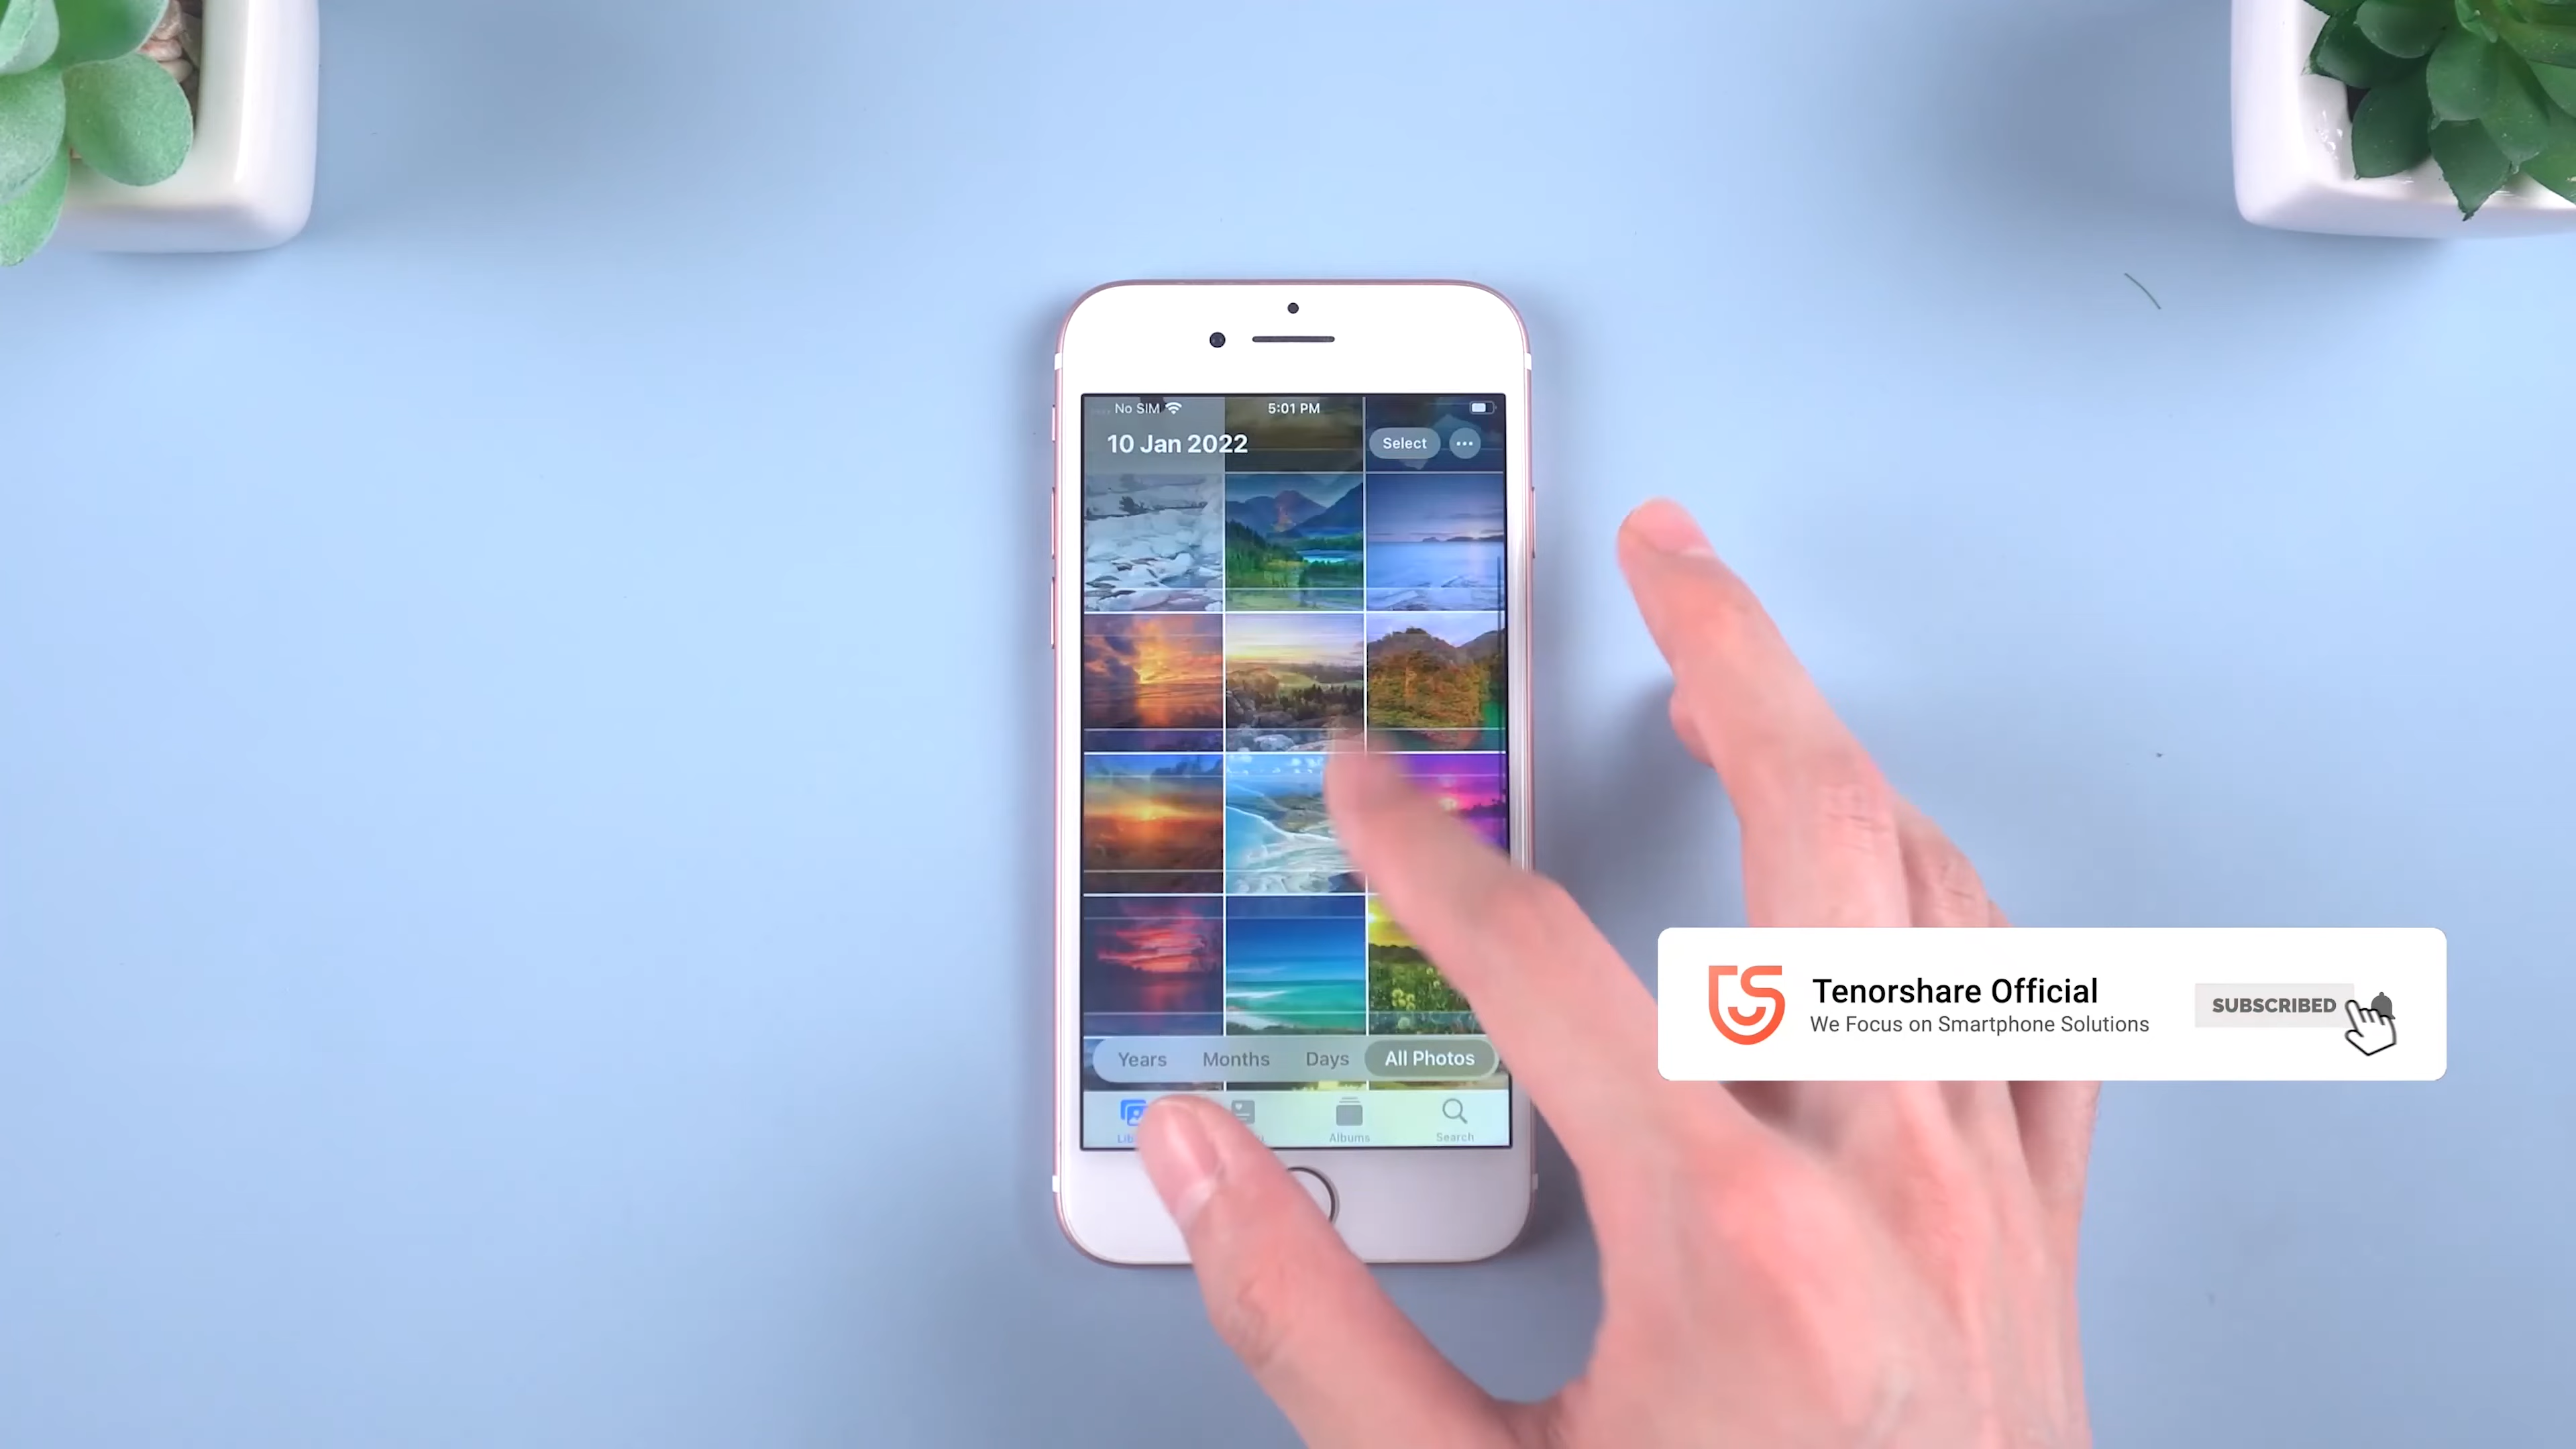 No SIM
5:01 PM
10 Jan 2022
Select
Years
Months
Days
All Photos
Albums
Search
Tenorshare Official
We Focus on Smartphone Solutions
SUBSCRIBED